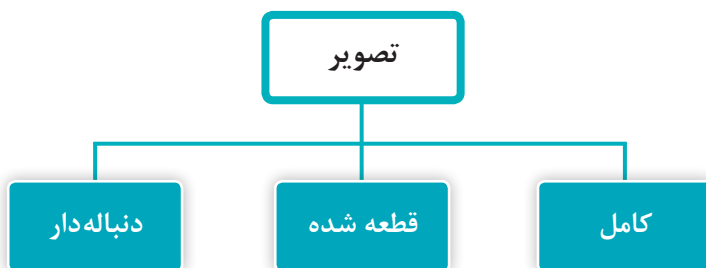 تصویر
کامل
قطعه شده
دنباله‌دار